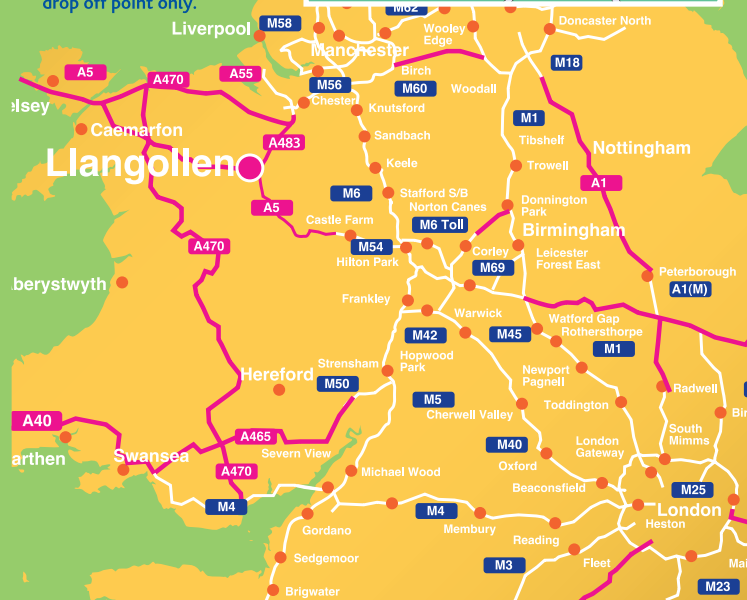 drop off point only.
M62
Liverpool
M58
Wooley
Edge
Doncaster North
Manchester
A5
A470
A55
Birch
M18
M56
M60
Woodall
elsey
Chester
Knutsford
M1
Caernarfon
Sandbach
Tibshelf
A483
Nottingham
Llangollen
Keele
Trowell
A1
M6
Stafford S/B
Norton Canes
Donnington
Park
A5
Castle Farm
M6 Toll
Birmingham
A470
M54
Hilton Park
Corley
Leicester
Forest East
M69
Peterborough
A1(M)
berystwyth
Frankley
Warwick
Watford Gap
Rothersthorpe
M42
M45
M1
Strensham
Hopwood
Park
Hereford
M50
Newport
Pagnell
Radwell
M5
Cherwell Valley
Toddington
Bir
A40
A465
Severn View
M40
London
Gateway
South
Mimms
arthen
Swansea
A470
Michael Wood
Oxford
Beaconsfield
M25
M4
M4
London
Gordano
Membury
Heston
Reading
Sedgemoor
M3
Fleet
Mai
M23
Brigwater